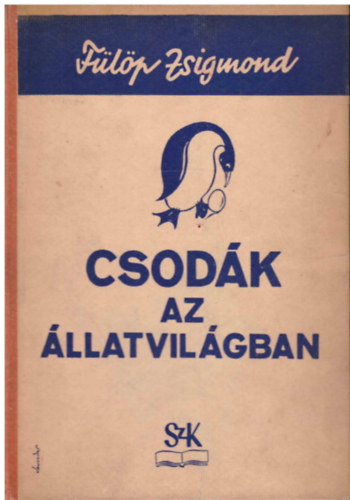 Fülöp Zsigmond
CSODÁK
AZ
ÁLLATVILÁGBAN
SzK